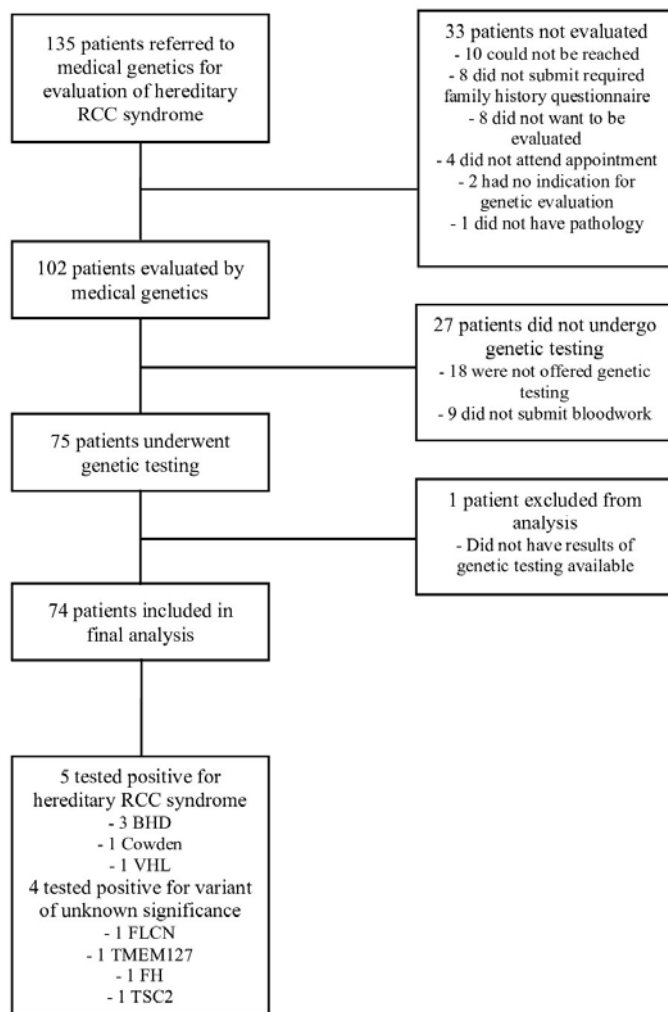 135 patients referred to
medical genetics for
evaluation of hereditary
RCC syndrome
33 patients not evaluated
- 10 could not be reached
- 8 did not submit required
family history questionnaire
- 8 did not want to be
evaluated
- 4 did not attend appointment
- 2 had no indication for
genetic evaluation
- 1 did not have pathology
102 patients evaluated by
medical genetics
27 patients did not undergo
genetic testing
- 18 were not offered genetic
testing
- 9 did not submit bloodwork
75 patients underwent
genetic testing
1 patient excluded from
analysis
- Did not have results of
genetic testing available
74 patients included in
final analysis
5 tested positive for
hereditary RCC syndrome
- 3 BHD
- 1 Cowden
- 1 VHL
4 tested positive for variant
of unknown significance
- 1 FLCN
- 1 TMEM127
- 1 FH
- 1 TSC2